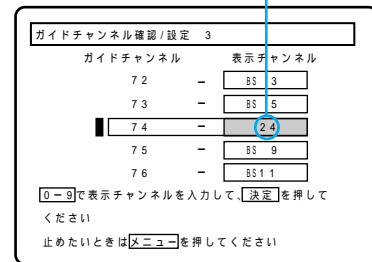 ガイドチャンネル確認/設定 3
ガイドチャンネル 表示チャンネル
72 − BS 3
73 − BS 5
74 − 24
75 − BS 9
76 − BS11
0−9で表示チャンネルを入力して、決定を押して
ください
止めたいときはメニューを押してください